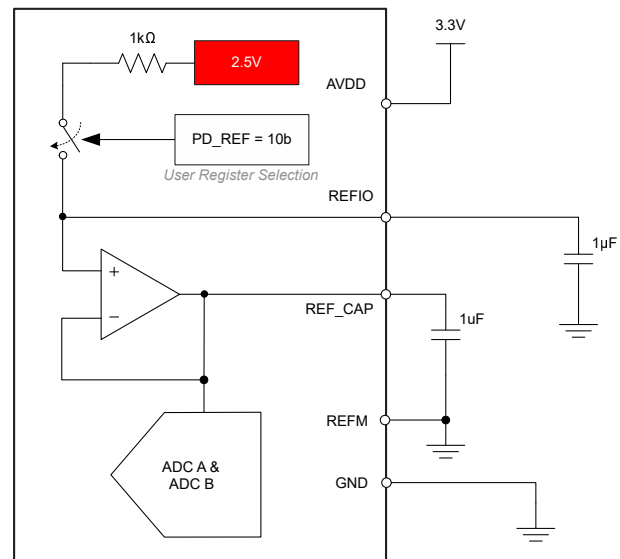 1kΩ
2.5V
3.3V
AVDD
PD_REF = 10b
User Register Selection
REFIO
1µF
+
−
REF_CAP
1uF
REFM
ADC A &
ADC B
GND